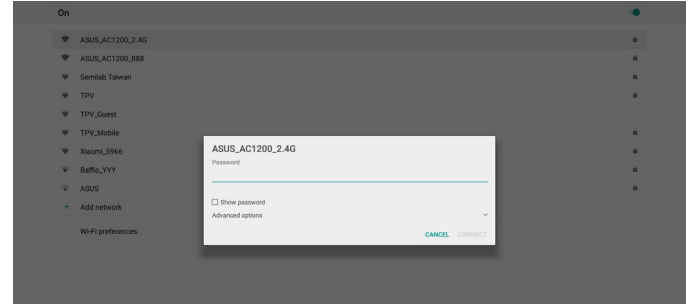 On
ASUS_AC1200_2.4G
ASUS_AC1200_888
Semilab Taiwan
TPV
TPV_Guest
TPV_Mobile
Xiaomi_5966
Bafflo_YYY
ASUS
+ Add network
Wi-Fi preferences
ASUS_AC1200_2.4G
Password
Show password
Advanced options
CANCEL CONNECT